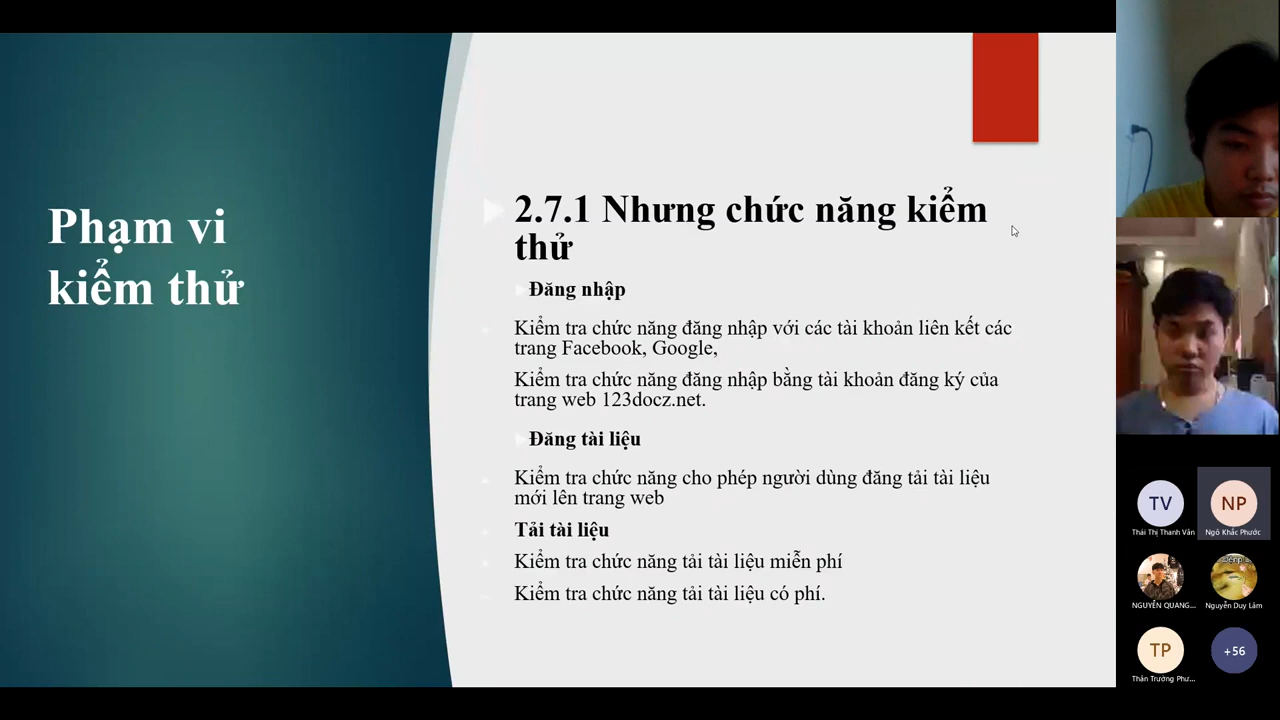 Phạm vi
kiểm thử
2.7.1 Nhưng chức năng kiểm
thử
Đăng nhập
Kiểm tra chức năng đăng nhập với các tài khoản liên kết các
trang Facebook, Google,
Kiểm tra chức năng đăng nhập bằng tài khoản đăng ký của
trang web 123docz.net.
Đăng tài liệu
Kiểm tra chức năng cho phép người dùng đăng tải tài liệu
mới lên trang web
Tải tài liệu
Kiểm tra chức năng tải tài liệu miễn phí
Kiểm tra chức năng tải tài liệu có phí.
TV
NP
Thái Thị Thanh Vân
Ngô Khắc Phước
NGUYỄN QUANG...
Nguyễn Duy Lâm
TP
+56
Thân Trường Phư...